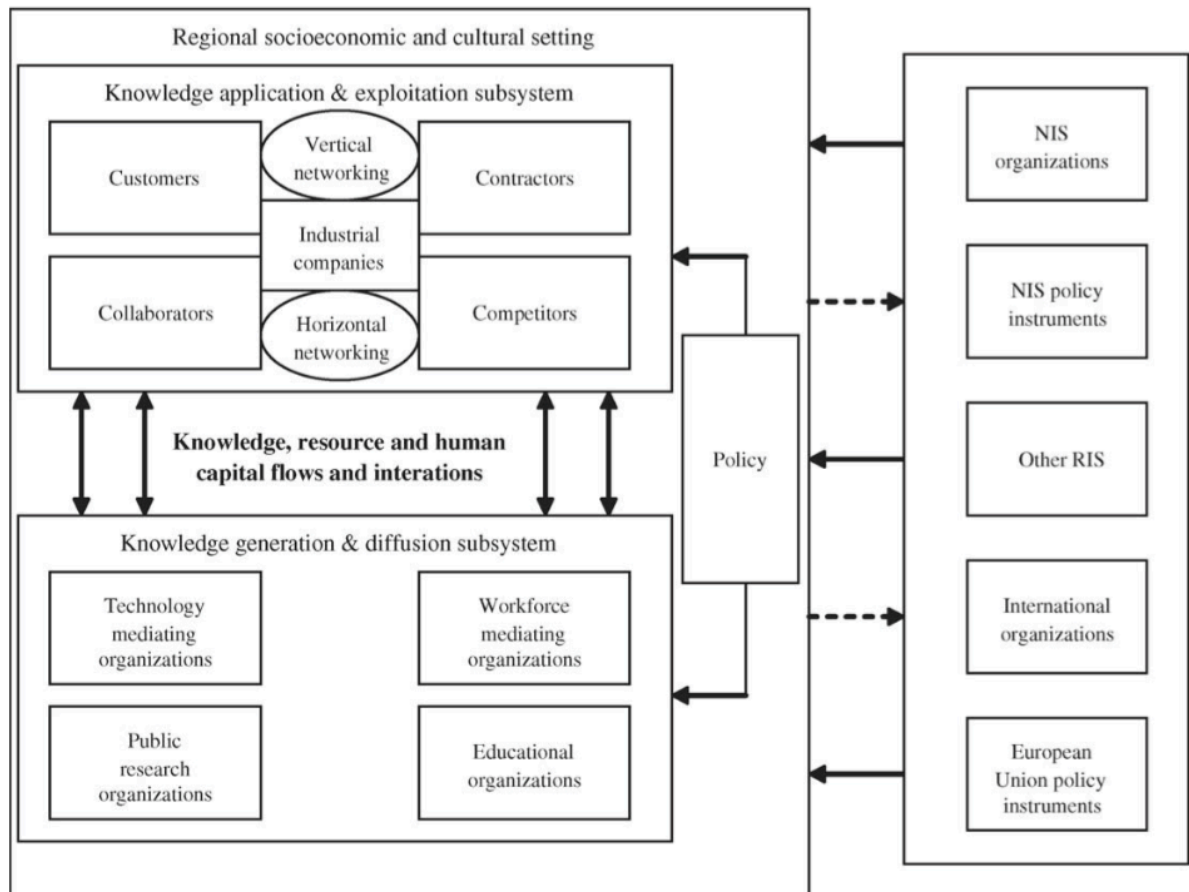 Regional socioeconomic and cultural setting
Knowledge application & exploitation subsystem
Customers
Vertical
networking
Contractors
Industrial
companies
Collaborators
Horizontal
networking
Competitors
Knowledge, resource and human
capital flows and interations
Policy
Knowledge generation & diffusion subsystem
Technology
mediating
organizations
Workforce
mediating
organizations
Public
research
organizations
Educational
organizations
NIS
organizations
NIS policy
instruments
Other RIS
International
organizations
European
Union policy
instruments